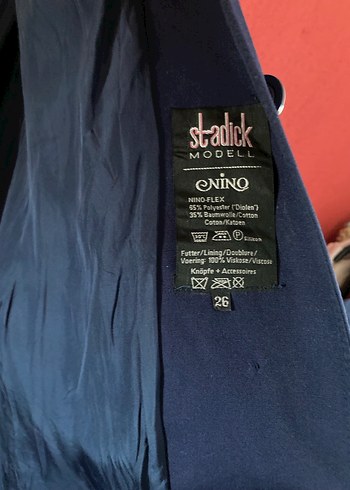 stadick
MODELL
NINO
NINO-FLEX
65% Polyester ("Diolen")
35% Baumwolle/Cotton
Coton/Katoen
30° P
Futter/Lining/Doublure/
Voering: 100% Viskose/Viscose
Knöpfe + Accessoires
26